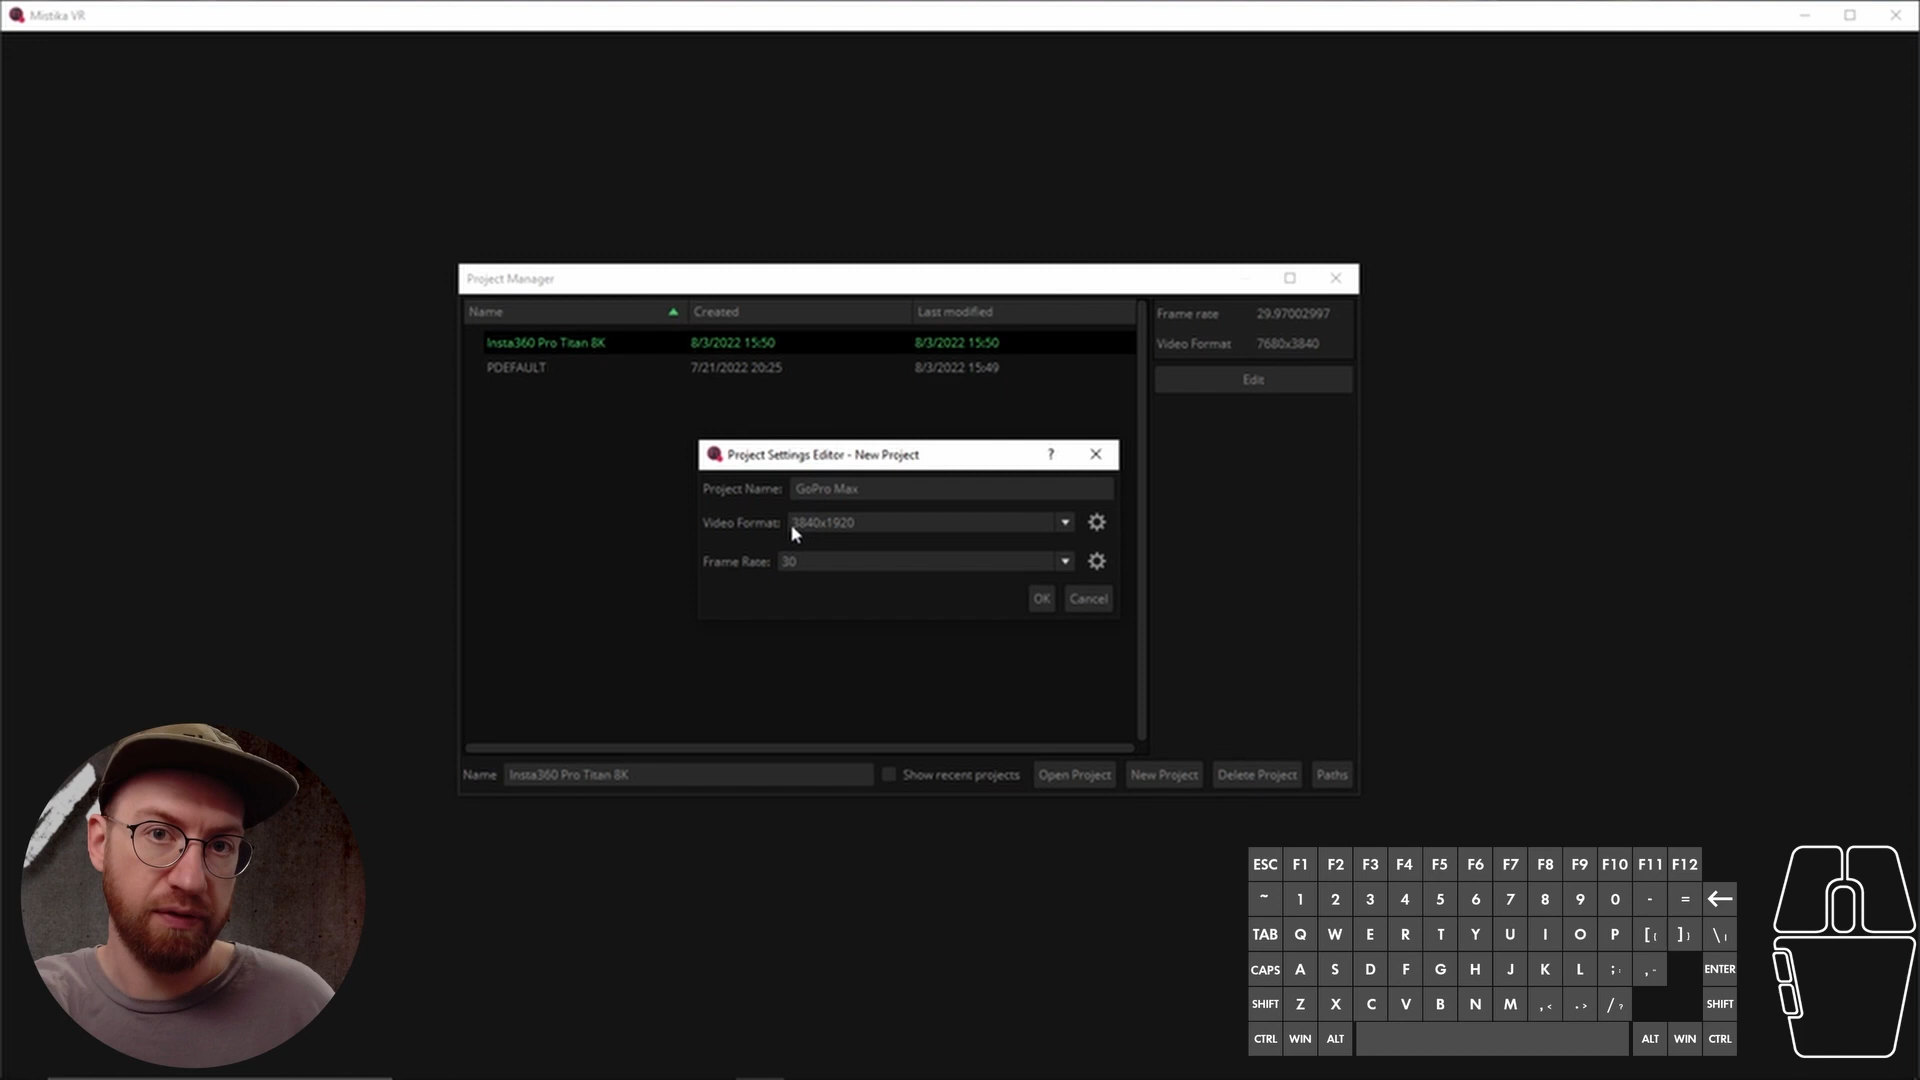 Mistika VR
Project Manager
Name Created Last modified
Insta360 Pro Titan 8K 8/3/2022 15:50 8/3/2022 15:50
PDEFAULT 7/21/2022 20:25 8/3/2022 15:49
Frame rate 29.97002997
Video Format 7680x3840
Edit
Project Settings Editor - New Project ?
Project Name: GoPro Max
Video Format: 3840x1920
Frame Rate: 30
OK Cancel
Name Insta360 Pro Titan 8K Show recent projects Open Project New Project Delete Project Paths
ESC F1 F2 F3 F4 F5 F6 F7 F8 F9 F10 F11 F12
~ 1 2 3 4 5 6 7 8 9 0 - = ←
TAB Q W E R T Y U I O P [ { ] } \ |
CAPS A S D F G H J K L ; : , - ENTER
SHIFT Z X C V B N M , < . > / ? SHIFT
CTRL WIN ALT ALT WIN CTRL